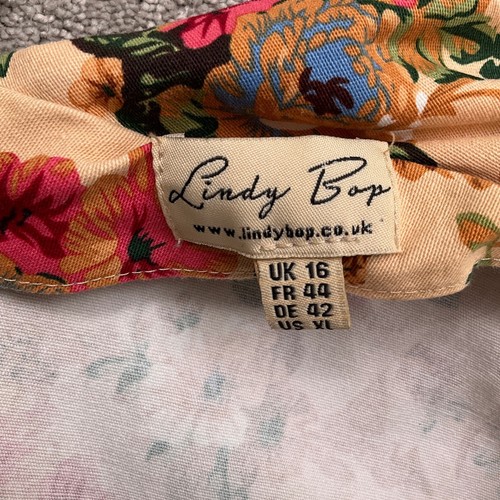 Lindy Bop
www.lindybop.co.uk
UK 16
FR 44
DE 42
US XL